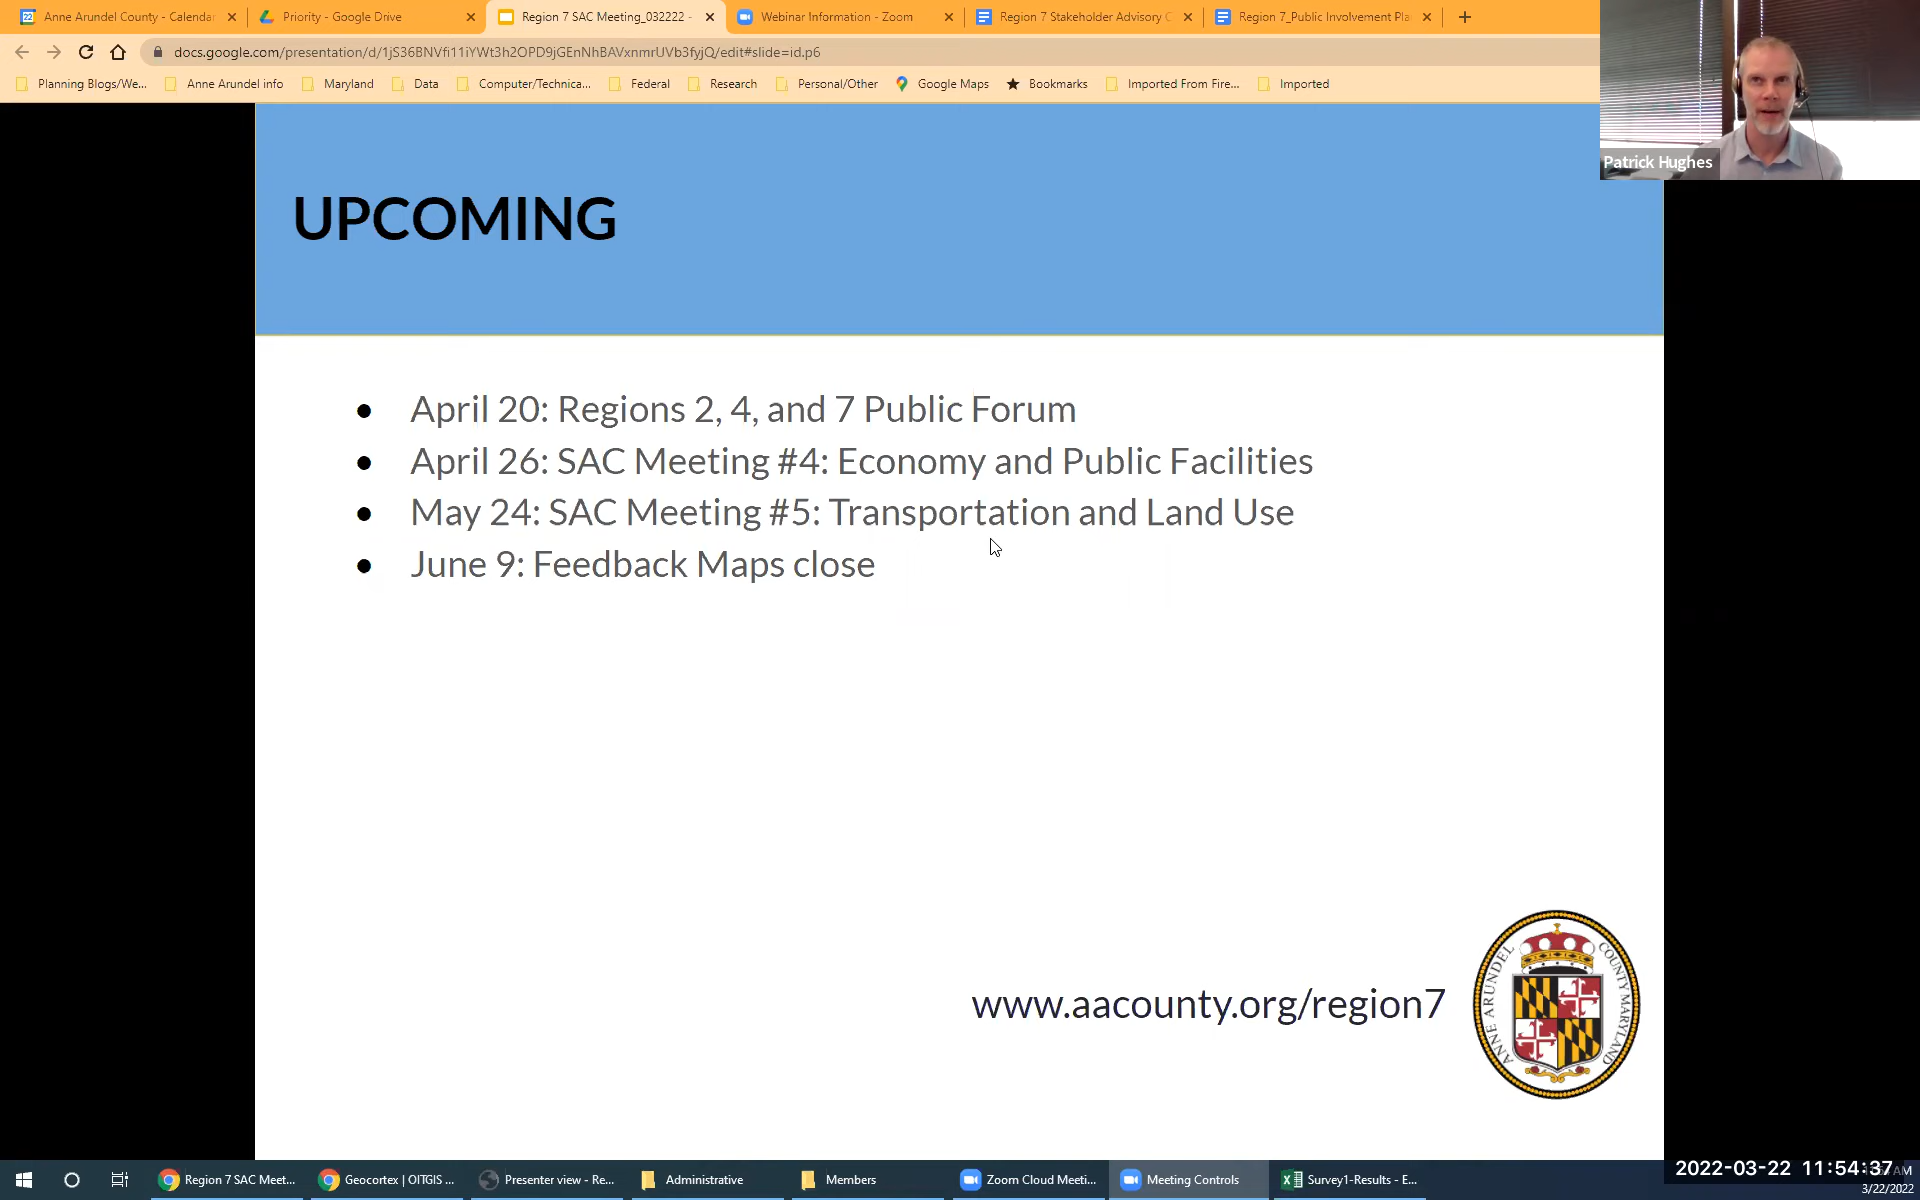 Anne Arundel County - Calenda
Priority - Google Drive
Region 7 SAC Meeting_032222 -
Webinar Information - Zoom
Region 7 Stakeholder Advisory C
Region 7_Public Involvement Pla
docs.google.com/presentation/d/1jS36BNVfi11iYWt3h2OPD9jGEnNhBAVxnmrUVb3fyjQ/edit#slide=id.p6
Planning Blogs/We...
Anne Arundel info
Maryland
Data
Computer/Technica...
Federal
Research
Personal/Other
Google Maps
Bookmarks
Imported From Fire...
Imported
Patrick Hughes
UPCOMING
• April 20: Regions 2, 4, and 7 Public Forum
• April 26: SAC Meeting #4: Economy and Public Facilities
• May 24: SAC Meeting #5: Transportation and Land Use
• June 9: Feedback Maps close
www.aacounty.org/region7
ANNE ARUNDEL
COUNTY MARYLAND
Region 7 SAC Meet...
Geocortex | OITGIS ...
Presenter view - Re...
Administrative
Members
Zoom Cloud Meeti...
Meeting Controls
Survey1-Results - E...
2022-03-22 11:54:37
3/22/2022